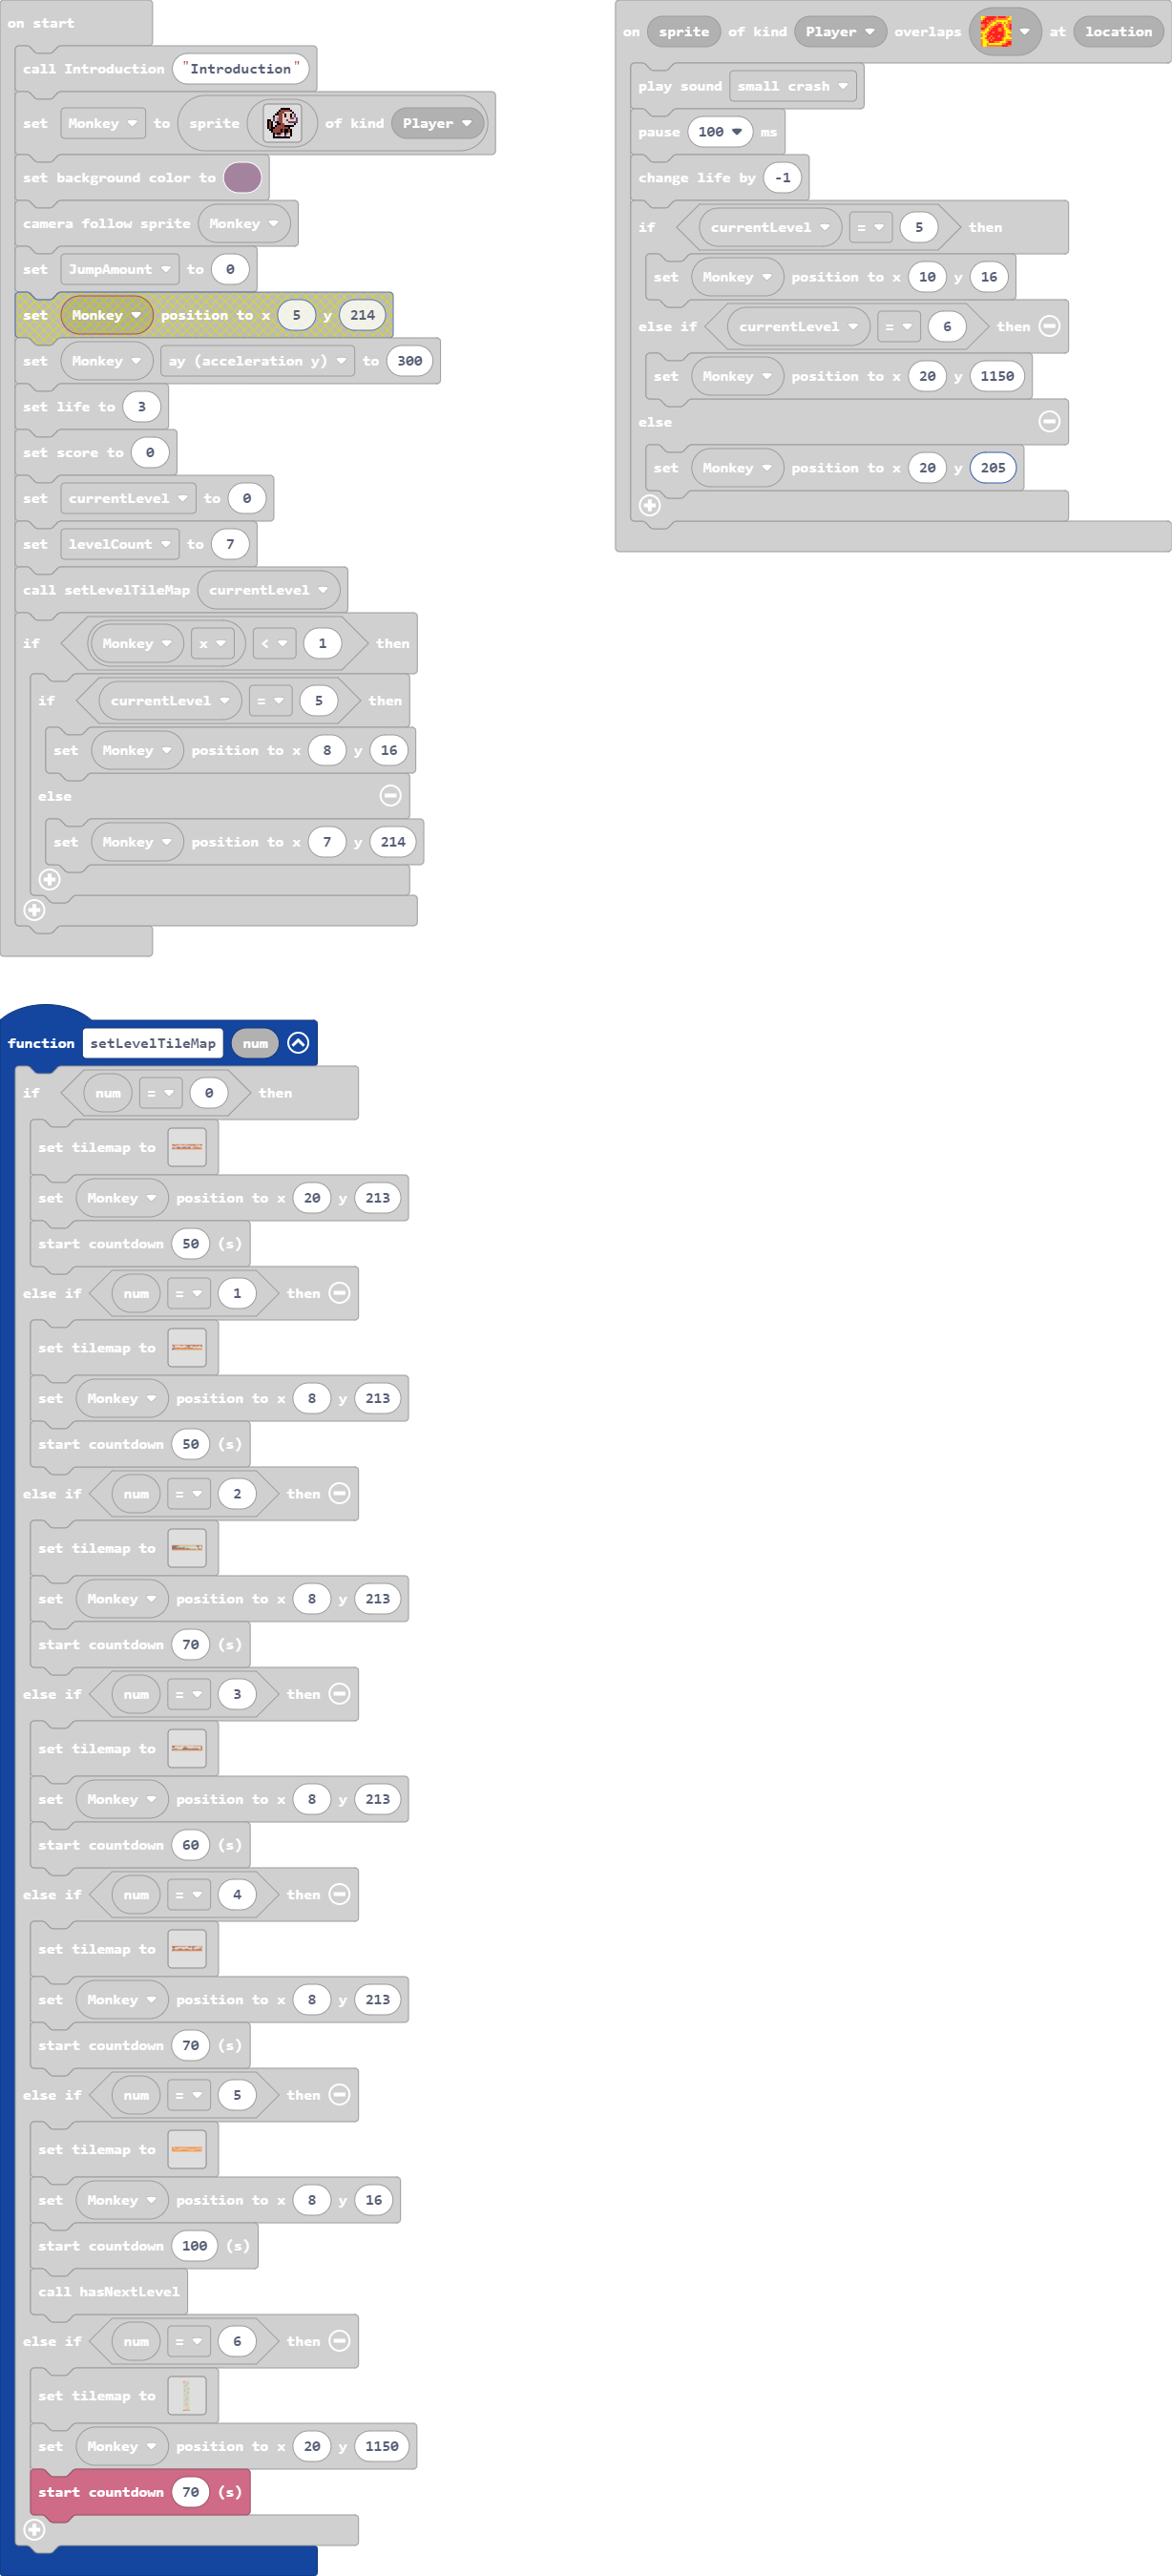 on start
call Introduction "Introduction"
set Monkey to sprite of kind Player
set background color to
camera follow sprite Monkey
set JumpAmount to 0
set Monkey position to x 5 y 214
set Monkey ay (acceleration y) to 300
set life to 3
set score to 0
set currentLevel to 0
set levelCount to 7
call setLevelTileMap currentLevel
if Monkey x < 1 then
if currentLevel = 5 then
set Monkey position to x 8 y 16
else
set Monkey position to x 7 y 214
on sprite of kind Player overlaps at location
play sound small crash
pause 100 ms
change life by -1
if currentLevel = 5 then
set Monkey position to x 10 y 16
else if currentLevel = 6 then
set Monkey position to x 20 y 1150
else
set Monkey position to x 20 y 205
function setLevelTileMap num
if num = 0 then
set tilemap to
set Monkey position to x 20 y 213
start countdown 50 (s)
else if num = 1 then
set tilemap to
set Monkey position to x 8 y 213
start countdown 50 (s)
else if num = 2 then
set tilemap to
set Monkey position to x 8 y 213
start countdown 70 (s)
else if num = 3 then
set tilemap to
set Monkey position to x 8 y 213
start countdown 60 (s)
else if num = 4 then
set tilemap to
set Monkey position to x 8 y 213
start countdown 70 (s)
else if num = 5 then
set tilemap to
set Monkey position to x 8 y 16
start countdown 100 (s)
call hasNextLevel
else if num = 6 then
set tilemap to
set Monkey position to x 20 y 1150
start countdown 70 (s)